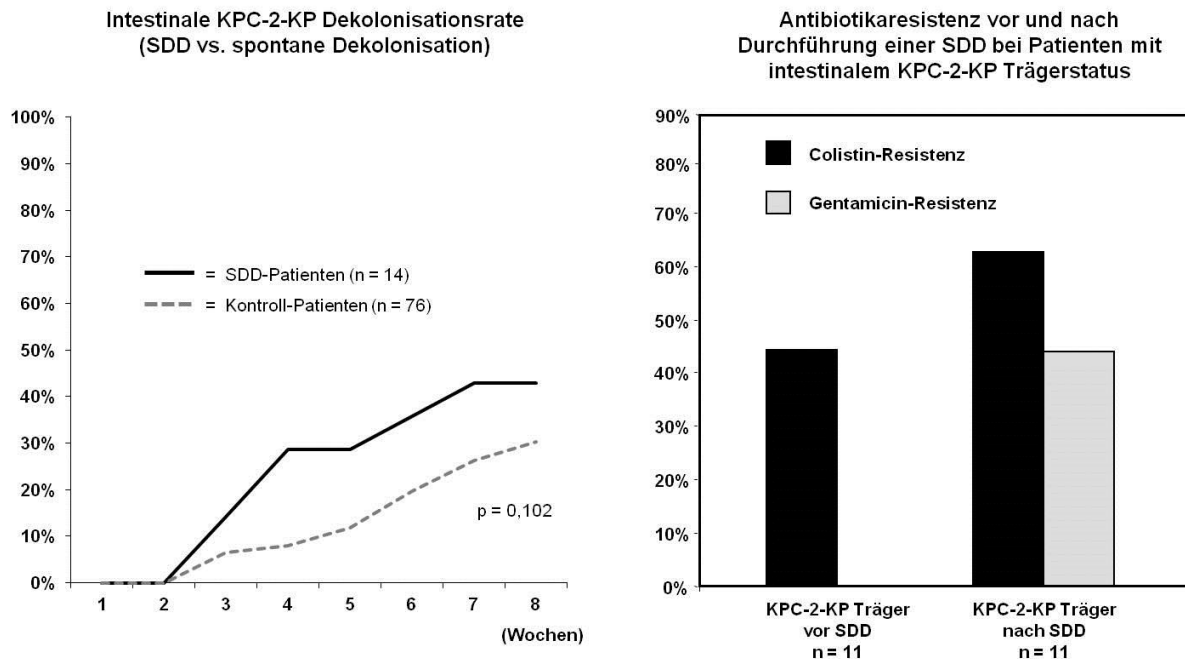 Intestinale KPC-2-KP Dekolonisationsrate
(SDD vs. spontane Dekolonisation)
100%
90%
80%
70%
60%
50%
40%
30%
20%
10%
0%
= SDD-Patienten (n = 14)
= Kontroll-Patienten (n = 76)
p = 0,102
1 2 3 4 5 6 7 8
(Wochen)
Antibiotikaresistenz vor und nach
Durchführung einer SDD bei Patienten mit
intestinalem KPC-2-KP Trägerstatus
90%
80%
70%
60%
50%
40%
30%
20%
10%
0%
Colistin-Resistenz
Gentamicin-Resistenz
KPC-2-KP Träger
vor SDD
n = 11
KPC-2-KP Träger
nach SDD
n = 11